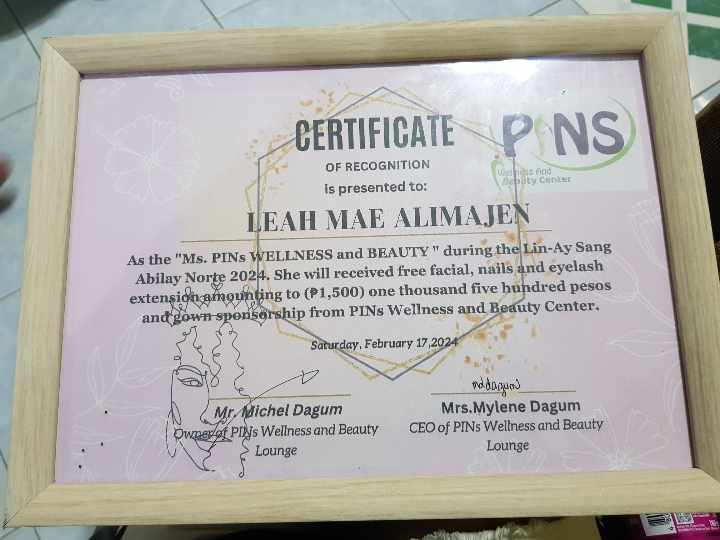 CERTIFICATE
OF RECOGNITION
is presented to:
PiNS
Wellness And
Beauty Center
LEAH MAE ALIMAJEN
As the "Ms. PINs WELLNESS and BEAUTY " during the Lin-Ay Sang
Abilay Norte 2024. She will received free facial, nails and eyelash
extension amounting to (₱1,500) one thousand five hundred pesos
and gown sponsorship from PINs Wellness and Beauty Center.
Saturday, February 17,2024
Mr. Michel Dagum
Owner of PINs Wellness and Beauty
Lounge
mddagum
Mrs.Mylene Dagum
CEO of PINs Wellness and Beauty
Lounge